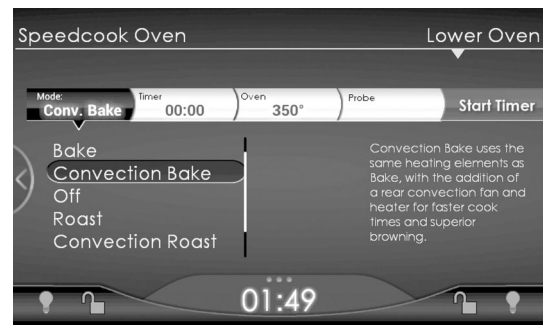 Speedcook Oven
Lower Oven
Mode:
Conv. Bake
Timer
00:00
Oven
350°
Probe
Start Timer
Bake
Convection Bake
Off
Roast
Convection Roast
Convection Bake uses the
same heating elements as
Bake, with the addition of
a rear convection fan and
heater for faster cook
times and superior
browning.
01:49